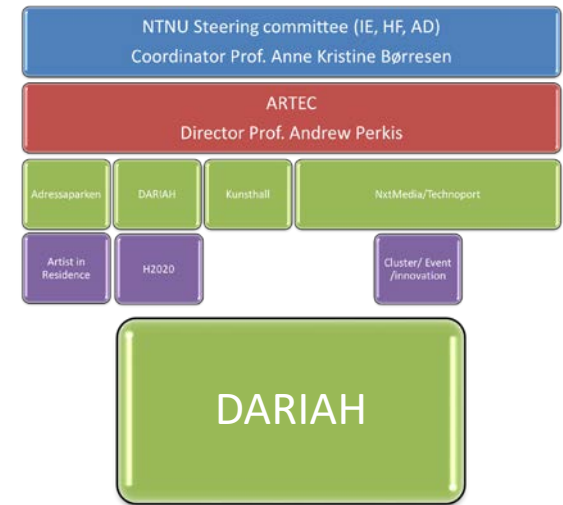 NTNU Steering committee (IE, HF, AD)
Coordinator Prof. Anne Kristine Børresen
ARTEC
Director Prof. Andrew Perkis
Adressaparken
DARIAH
Kunsthall
NxtMedia/Technoport
Artist in
Residence
H2020
Cluster/ Event
/innovation
DARIAH